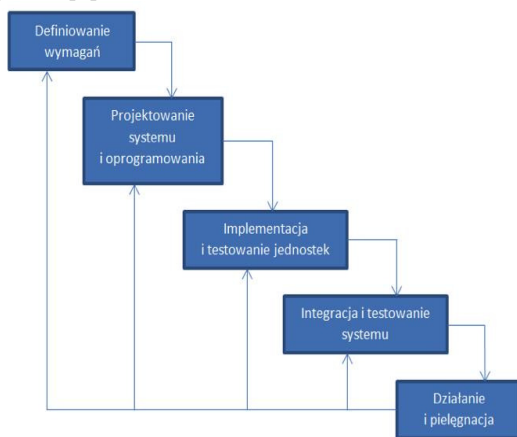 Definiowanie
wymagań
Projektowanie
systemu
i oprogramowania
Implementacja
i testowanie jednostek
Integracja i testowanie
systemu
Działanie
i pielęgnacja